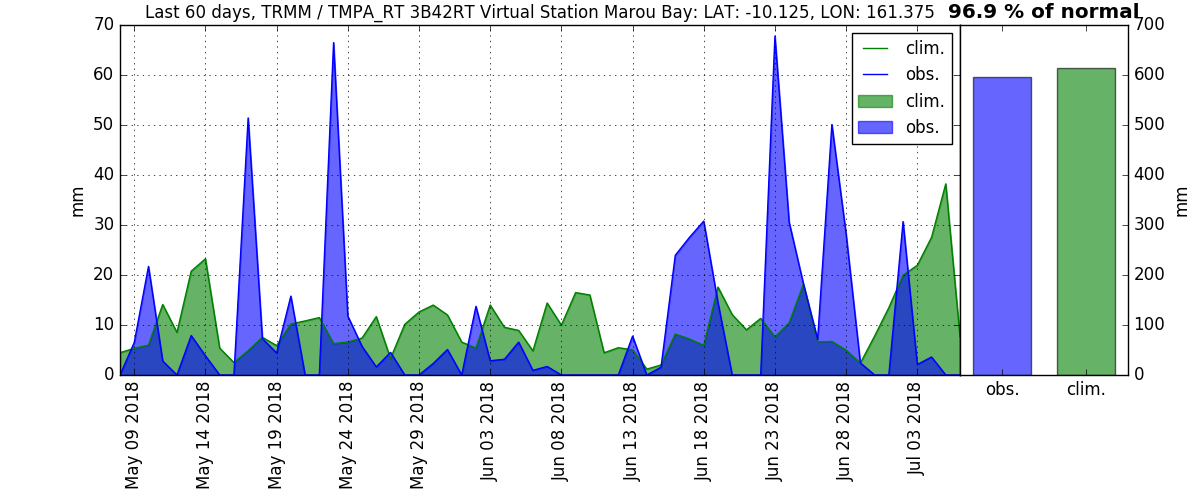 Last 60 days, TRMM / TMPA_RT 3B42RT Virtual Station Marou Bay: LAT: -10.125, LON: 161.375 96.9 % of normal
70
60
50
40
30
20
10
0
mm
clim.
obs.
clim.
obs.
700
600
500
400
300
200
100
0
mm
obs. clim.
May 09 2018
May 14 2018
May 19 2018
May 24 2018
May 29 2018
Jun 03 2018
Jun 08 2018
Jun 13 2018
Jun 18 2018
Jun 23 2018
Jun 28 2018
Jul 03 2018